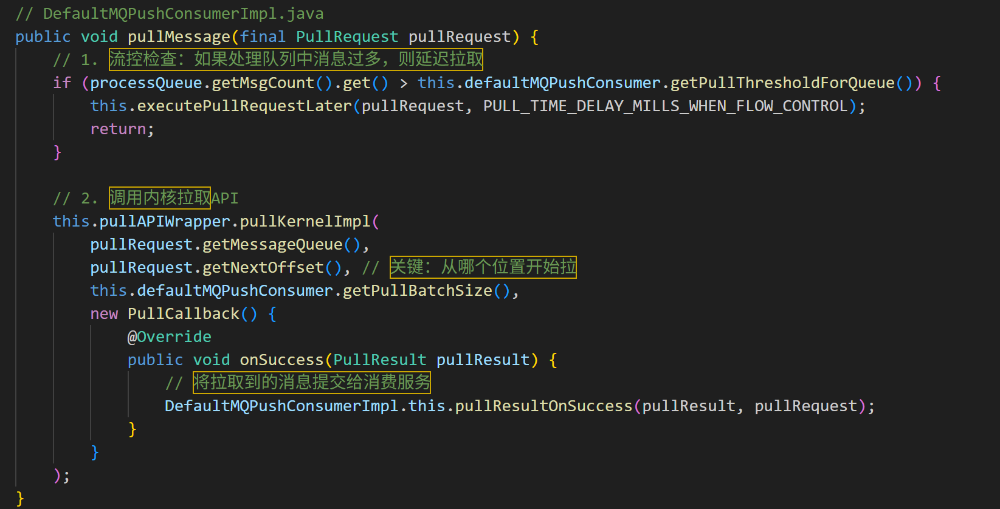 // DefaultMQPushConsumerImpl.java
public void pullMessage(final PullRequest pullRequest) {
    // 1. 流控检查：如果处理队列中消息过多，则延迟拉取
    if (processQueue.getMsgCount().get() > this.defaultMQPushConsumer.getPullThresholdForQueue()) {
        this.executePullRequestLater(pullRequest, PULL_TIME_DELAY_MILLS_WHEN_FLOW_CONTROL);
        return;
    }

    // 2. 调用内核拉取API
    this.pullAPIWrapper.pullKernelImpl(
        pullRequest.getMessageQueue(),
        pullRequest.getNextOffset(), // 关键：从哪个位置开始拉
        this.defaultMQPushConsumer.getPullBatchSize(),
        new PullCallback() {
            @Override
            public void onSuccess(PullResult pullResult) {
                // 将拉取到的消息提交给消费服务
                DefaultMQPushConsumerImpl.this.pullResultOnSuccess(pullResult, pullRequest);
            }
        }
    );
}